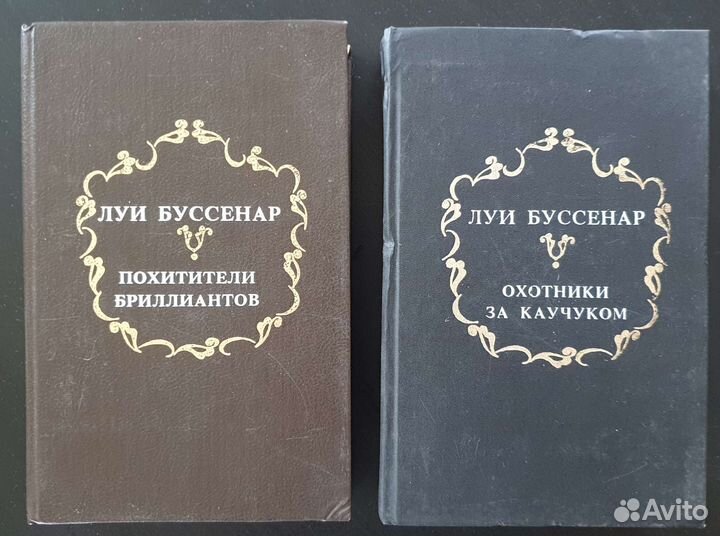 ЛУИ БУССЕНАР
ПОХИТИТЕЛИ
БРИЛЛИАНТОВ
ЛУИ БУССЕНАР
ОХОТНИКИ
ЗА КАУЧУКОМ
Avito